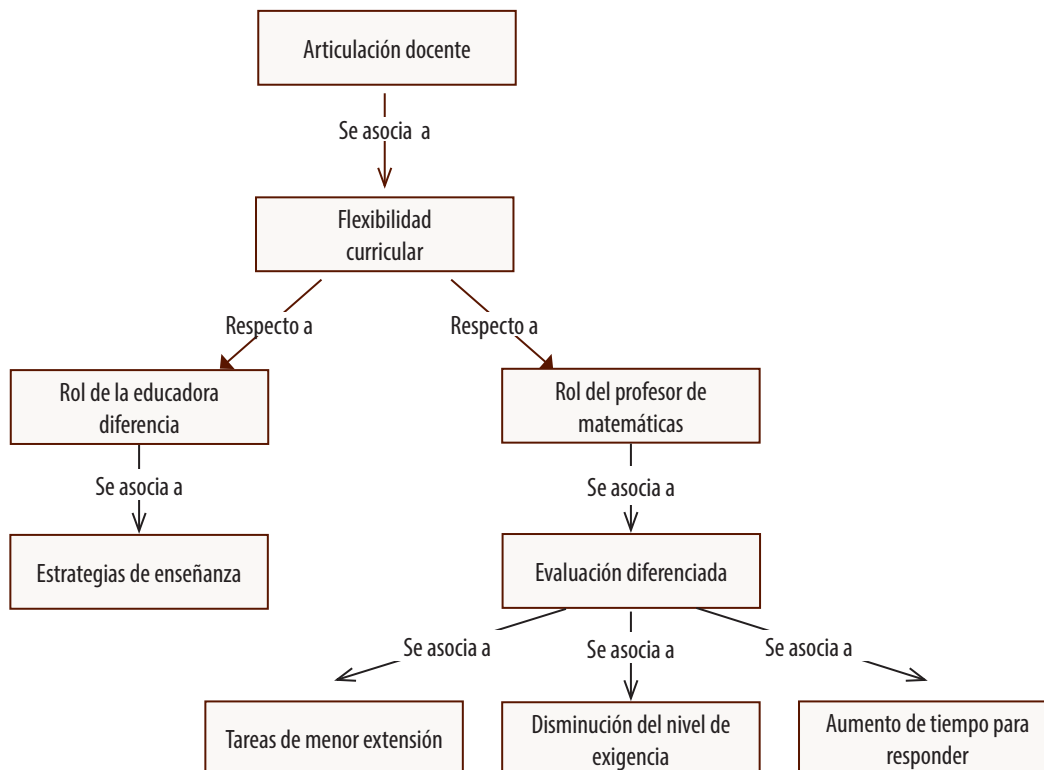 Articulación docente
Se asocia a
Flexibilidad
curricular
Respecto a
Respecto a
Rol de la educadora
diferencia
Rol del profesor de
matemáticas
Se asocia a
Se asocia a
Estrategias de enseñanza
Evaluación diferenciada
Se asocia a
Se asocia a
Se asocia a
Tareas de menor extensión
Disminución del nivel de
exigencia
Aumento de tiempo para
responder